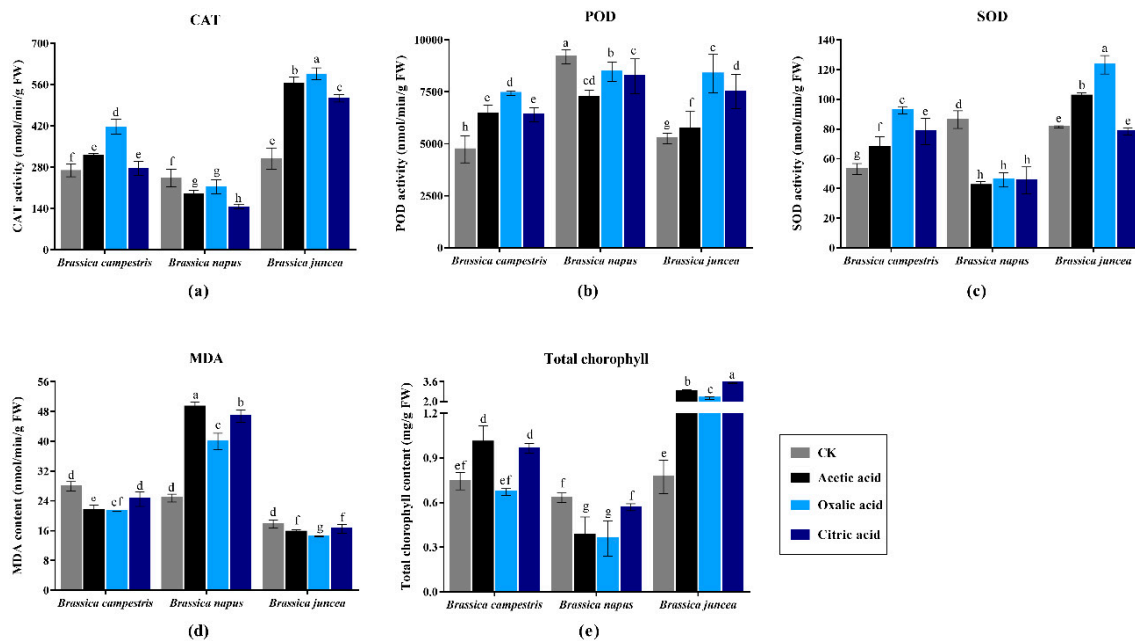 CAT
CAT activity (nmol/min/g FW)
700
560
420
280
140
0
f
e
d
e
f
g
g
h
e
b
a
c
Brassica campestris
Brassica napus
Brassica juncea
(a)
POD
POD activity (nmol/min/g FW)
10000
7500
5000
2500
0
h
e
d
e
a
cd
b
c
g
f
c
d
Brassica campestris
Brassica napus
Brassica juncea
(b)
SOD
SOD activity (nmol/min/g FW)
140
120
100
80
60
40
20
0
g
f
c
e
d
h
h
h
e
b
a
e
Brassica campestris
Brassica napus
Brassica juncea
(c)
MDA
MDA content (nmol/min/g FW)
56
48
40
32
24
16
8
0
d
e
ef
d
d
a
c
b
d
f
g
f
Brassica campestris
Brassica napus
Brassica juncea
(d)
Total chorophyll
Total chorophyll content (mg/g FW)
3.6
2.0
1.2
0.9
0.6
0.3
0.0
ef
d
ef
d
f
g
g
f
e
b
c
a
Brassica campestris
Brassica napus
Brassica juncea
(e)
CK
Acetic acid
Oxalic acid
Citric acid